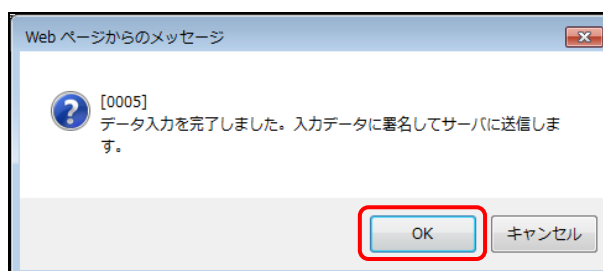 Web ページからのメッセージ
[0005]
データ入力を完了しました。入力データに署名してサーバに送信しま
す。
OK
キャンセル